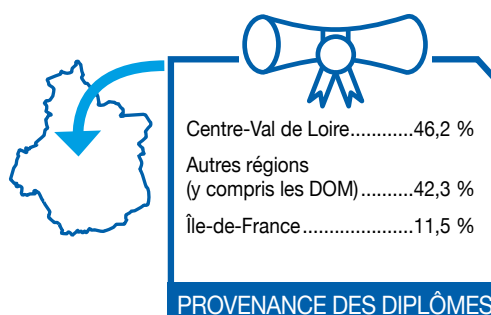 Centre-Val de Loire............46,2 %
Autres régions
(y compris les DOM)..........42,3 %
Île-de-France.....................11,5 %
PROVENANCE DES DIPLÔMES